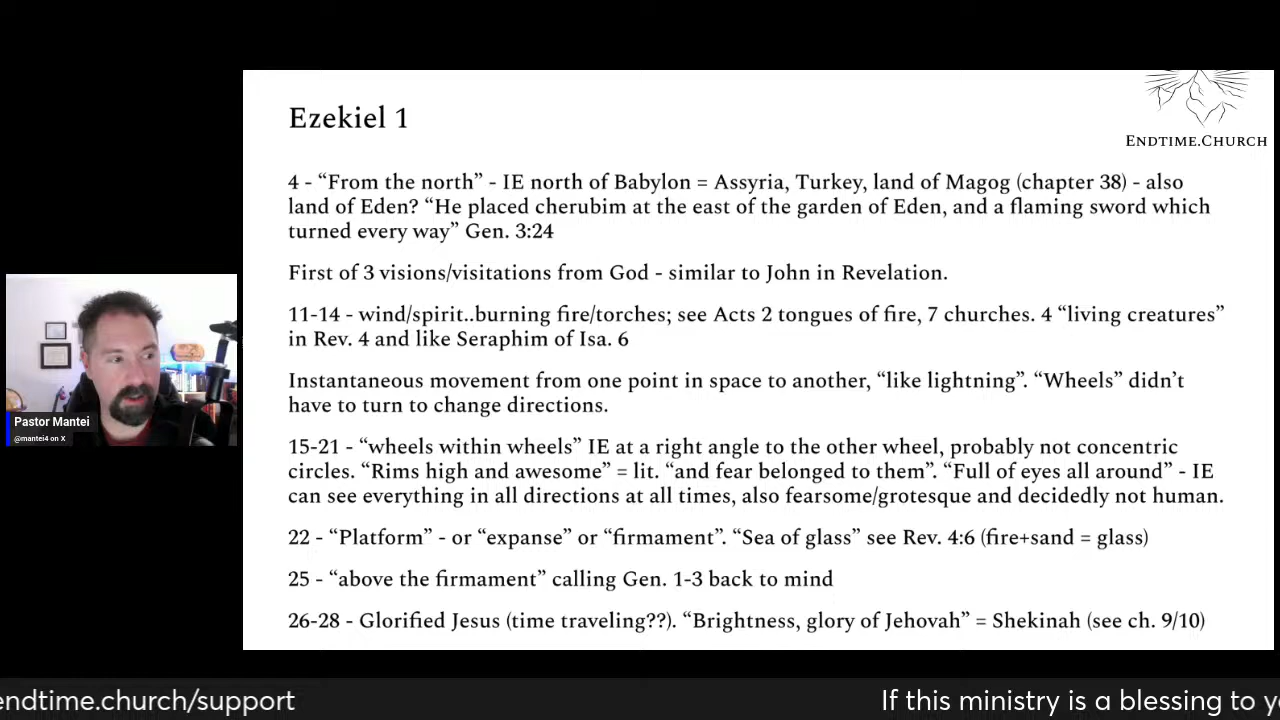 Ezekiel 1
ENDTIME.CHURCH
4 - “From the north” - IE north of Babylon = Assyria, Turkey, land of Magog (chapter 38) - also
land of Eden? “He placed cherubim at the east of the garden of Eden, and a flaming sword which
turned every way” Gen. 3:24
First of 3 visions/visitations from God - similar to John in Revelation.
11-14 - wind/spirit..burning fire/torches; see Acts 2 tongues of fire, 7 churches. 4 “living creatures”
in Rev. 4 and like Seraphim of Isa. 6
Instantaneous movement from one point in space to another, “like lightning”. “Wheels” didn’t
have to turn to change directions.
15-21 - “wheels within wheels” IE at a right angle to the other wheel, probably not concentric
circles. “Rims high and awesome” = lit. “and fear belonged to them”. “Full of eyes all around” - IE
can see everything in all directions at all times, also fearsome/grotesque and decidedly not human.
22 - “Platform” - or “expanse” or “firmament”. “Sea of glass” see Rev. 4:6 (fire+sand = glass)
25 - “above the firmament” calling Gen. 1-3 back to mind
26-28 - Glorified Jesus (time traveling??). “Brightness, glory of Jehovah” = Shekinah (see ch. 9/10)
Pastor Mantei
@mantei4 on X
endtime.church/support
If this ministry is a blessing to y